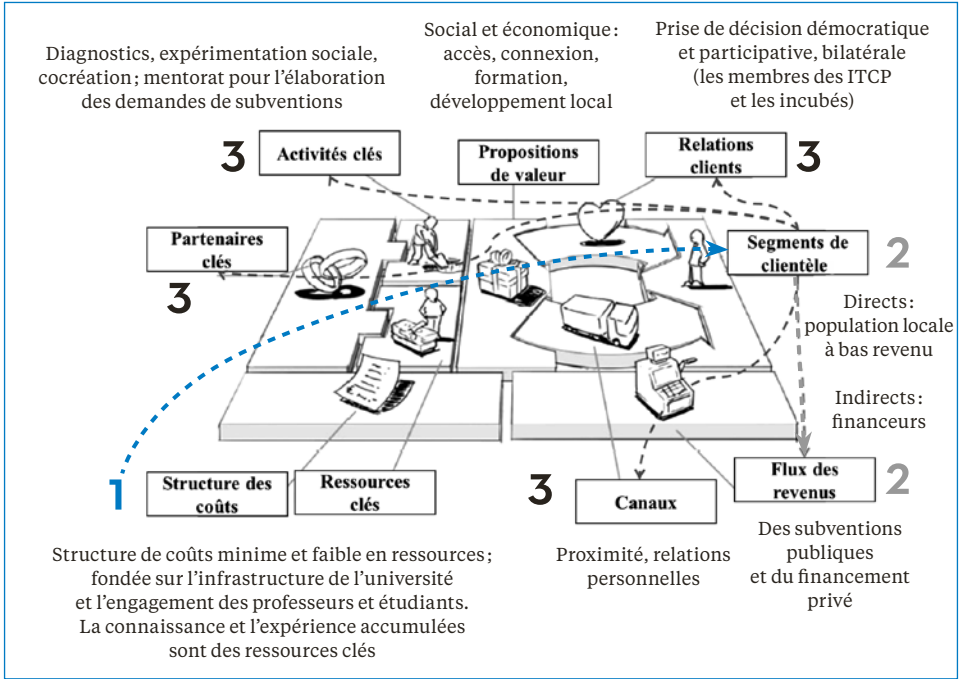 Diagnostics, expérimentation sociale,
cocréation ; mentorat pour l’élaboration
des demandes de subventions
Social et économique :
accès, connexion,
formation,
développement local
Prise de décision démocratique
et participative, bilatérale
(les membres des ITCP
et les incubés)
3
Activités clés
Propositions
de valeur
Relations
clients
3
Partenaires
clés
3
Segments de
clientèle
2
Directs :
population locale
à bas revenu
Indirects :
financeurs
1
Structure des
coûts
Ressources
clés
3
Canaux
Flux des
revenus
2
Structure de coûts minime et faible en ressources ;
fondée sur l’infrastructure de l’université
et l’engagement des professeurs et étudiants.
La connaissance et l’expérience accumulées
sont des ressources clés
Proximité, relations
personnelles
Des subventions
publiques
et du financement
privé